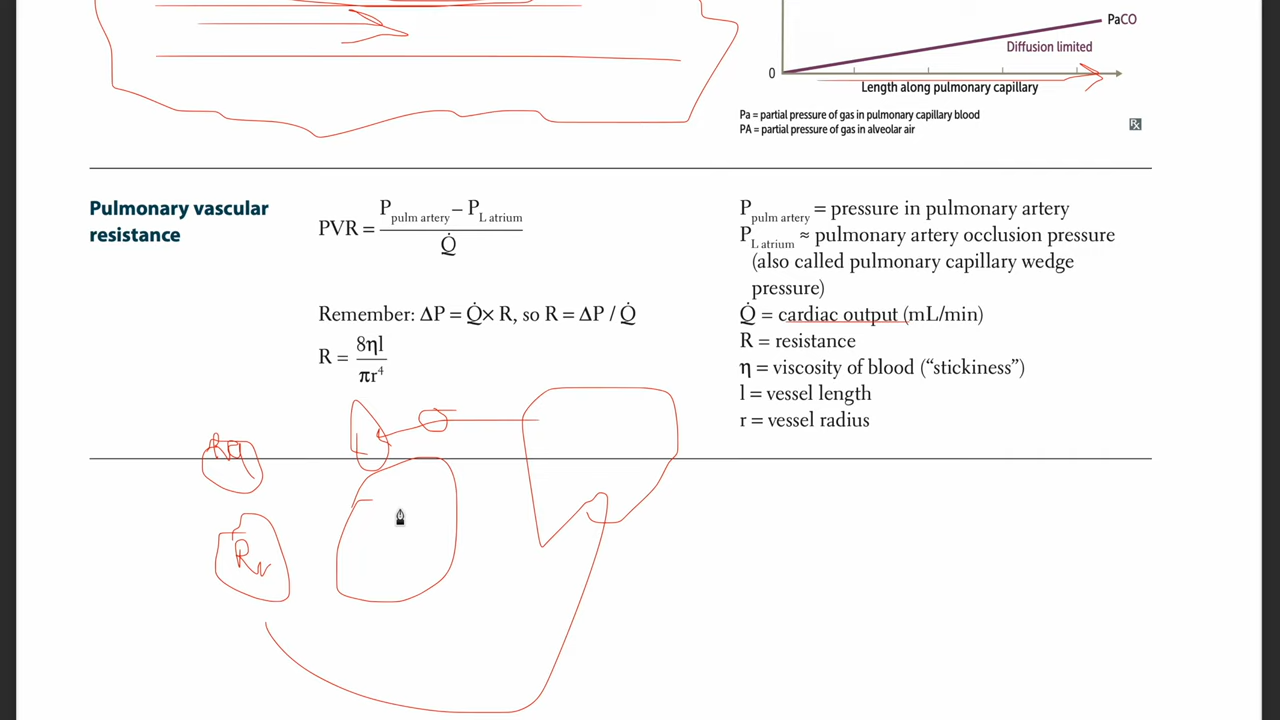 PaCO
Diffusion limited
0
Length along pulmonary capillary
Pa = partial pressure of gas in pulmonary capillary blood
PA = partial pressure of gas in alveolar air
Rx
Pulmonary vascular
resistance
PVR = (P pulm artery – P L atrium) / Q̇
Remember: ΔP = Q̇ × R, so R = ΔP / Q̇
R = 8ηl / πr⁴
P pulm artery = pressure in pulmonary artery
P L atrium ≈ pulmonary artery occlusion pressure
(also called pulmonary capillary wedge
pressure)
Q̇ = cardiac output (mL/min)
R = resistance
η = viscosity of blood (“stickiness”)
l = vessel length
r = vessel radius
L
Rv